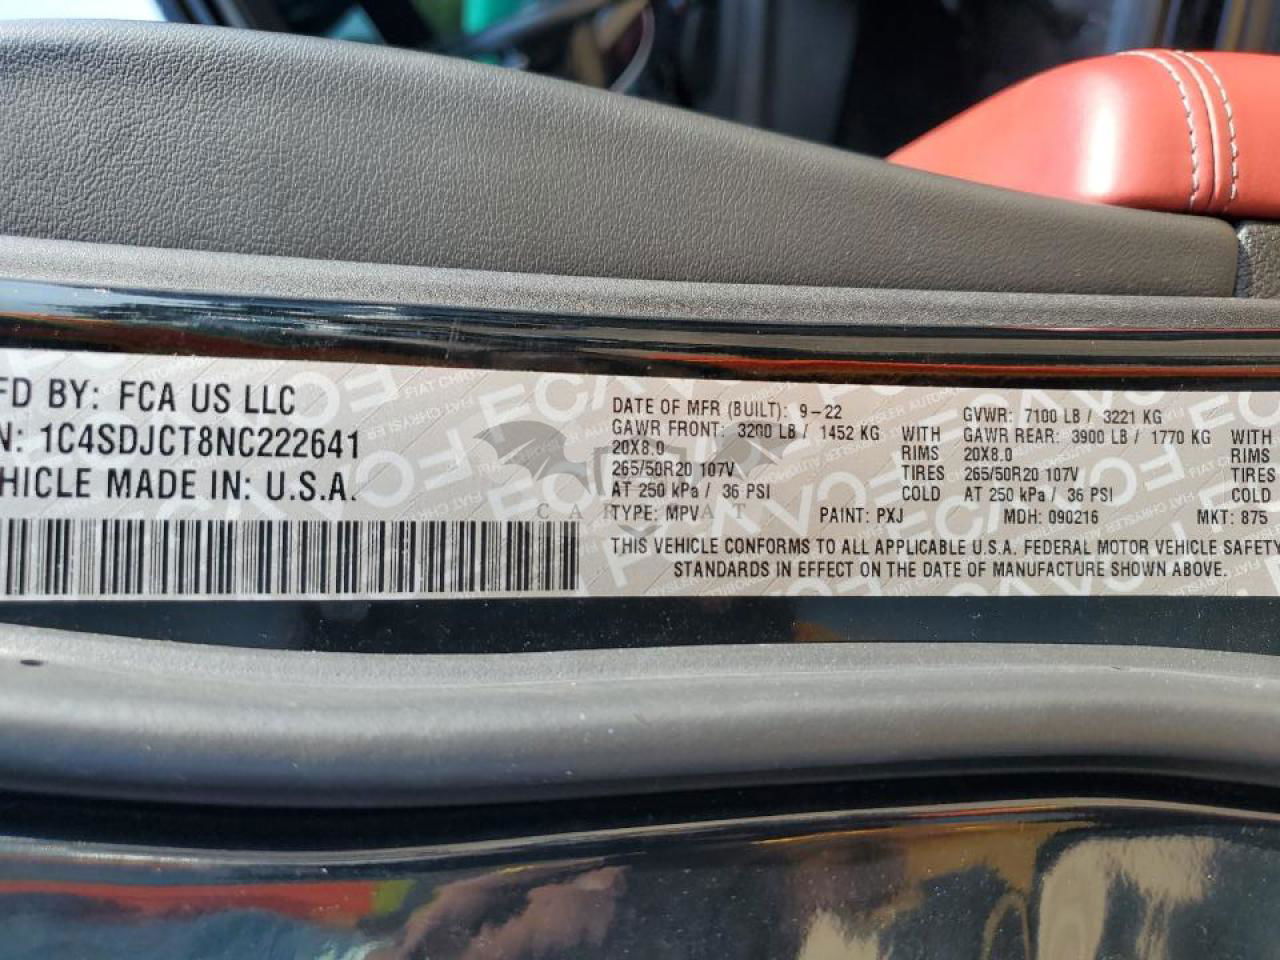 FD BY: FCA US LLC
N: 1C4SDJCT8NC222641
EHICLE MADE IN: U.S.A.
DATE OF MFR (BUILT): 9-22 GVWR: 7100 LB / 3221 KG
GAWR FRONT: 3200 LB / 1452 KG WITH GAWR REAR: 3900 LB / 1770 KG WITH
20X8.0 RIMS 20X8.0 RIMS
265/50R20 107V TIRES 265/50R20 107V TIRES
AT 250 kPa / 36 PSI COLD AT 250 kPa / 36 PSI COLD
TYPE: MPV PAINT: PXJ MDH: 090216 MKT: 875
THIS VEHICLE CONFORMS TO ALL APPLICABLE U.S.A. FEDERAL MOTOR VEHICLE SAFETY
STANDARDS IN EFFECT ON THE DATE OF MANUFACTURE SHOWN ABOVE.